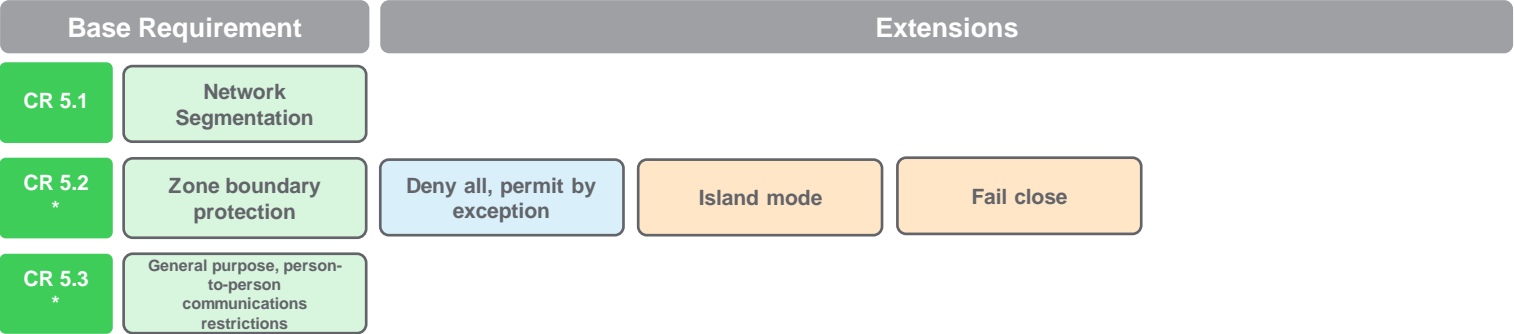 Base Requirement
Extensions
CR 5.1
Network
Segmentation
CR 5.2
*
Zone boundary
protection
Deny all, permit by
exception
Island mode
Fail close
CR 5.3
*
General purpose, person-
to-person
communications
restrictions